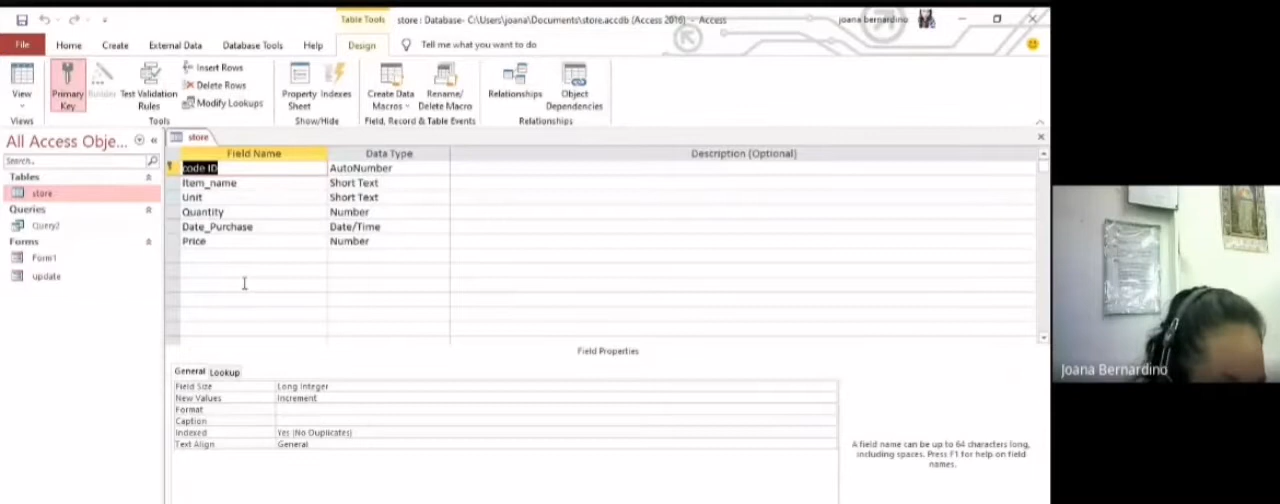 Table Tools
store : Database- C:\Users\joana\Documents\store.accdb (Access 2016) - Access
joana bernardino
File Home Create External Data Database Tools Help Design Tell me what you want to do
View
Primary Key
Builder
Test Validation Rules
Insert Rows
Delete Rows
Modify Lookups
Property Sheet
Indexes
Create Data Macros
Rename/ Delete Macro
Relationships
Object Dependencies
Views Tools Show/Hide Field, Record & Table Events Relationships
All Access Obje...
Search..
Tables
store
Queries
Query2
Forms
Form1
update
store
Field Name Data Type Description (Optional)
code ID AutoNumber
Item_name Short Text
Unit Short Text
Quantity Number
Date_Purchase Date/Time
Price Number
Field Properties
General Lookup
Field Size Long Integer
New Values Increment
Format
Caption
Indexed Yes (No Duplicates)
Text Align General
A field name can be up to 64 characters long,
including spaces. Press F1 for help on field
names.
Joana Bernardino